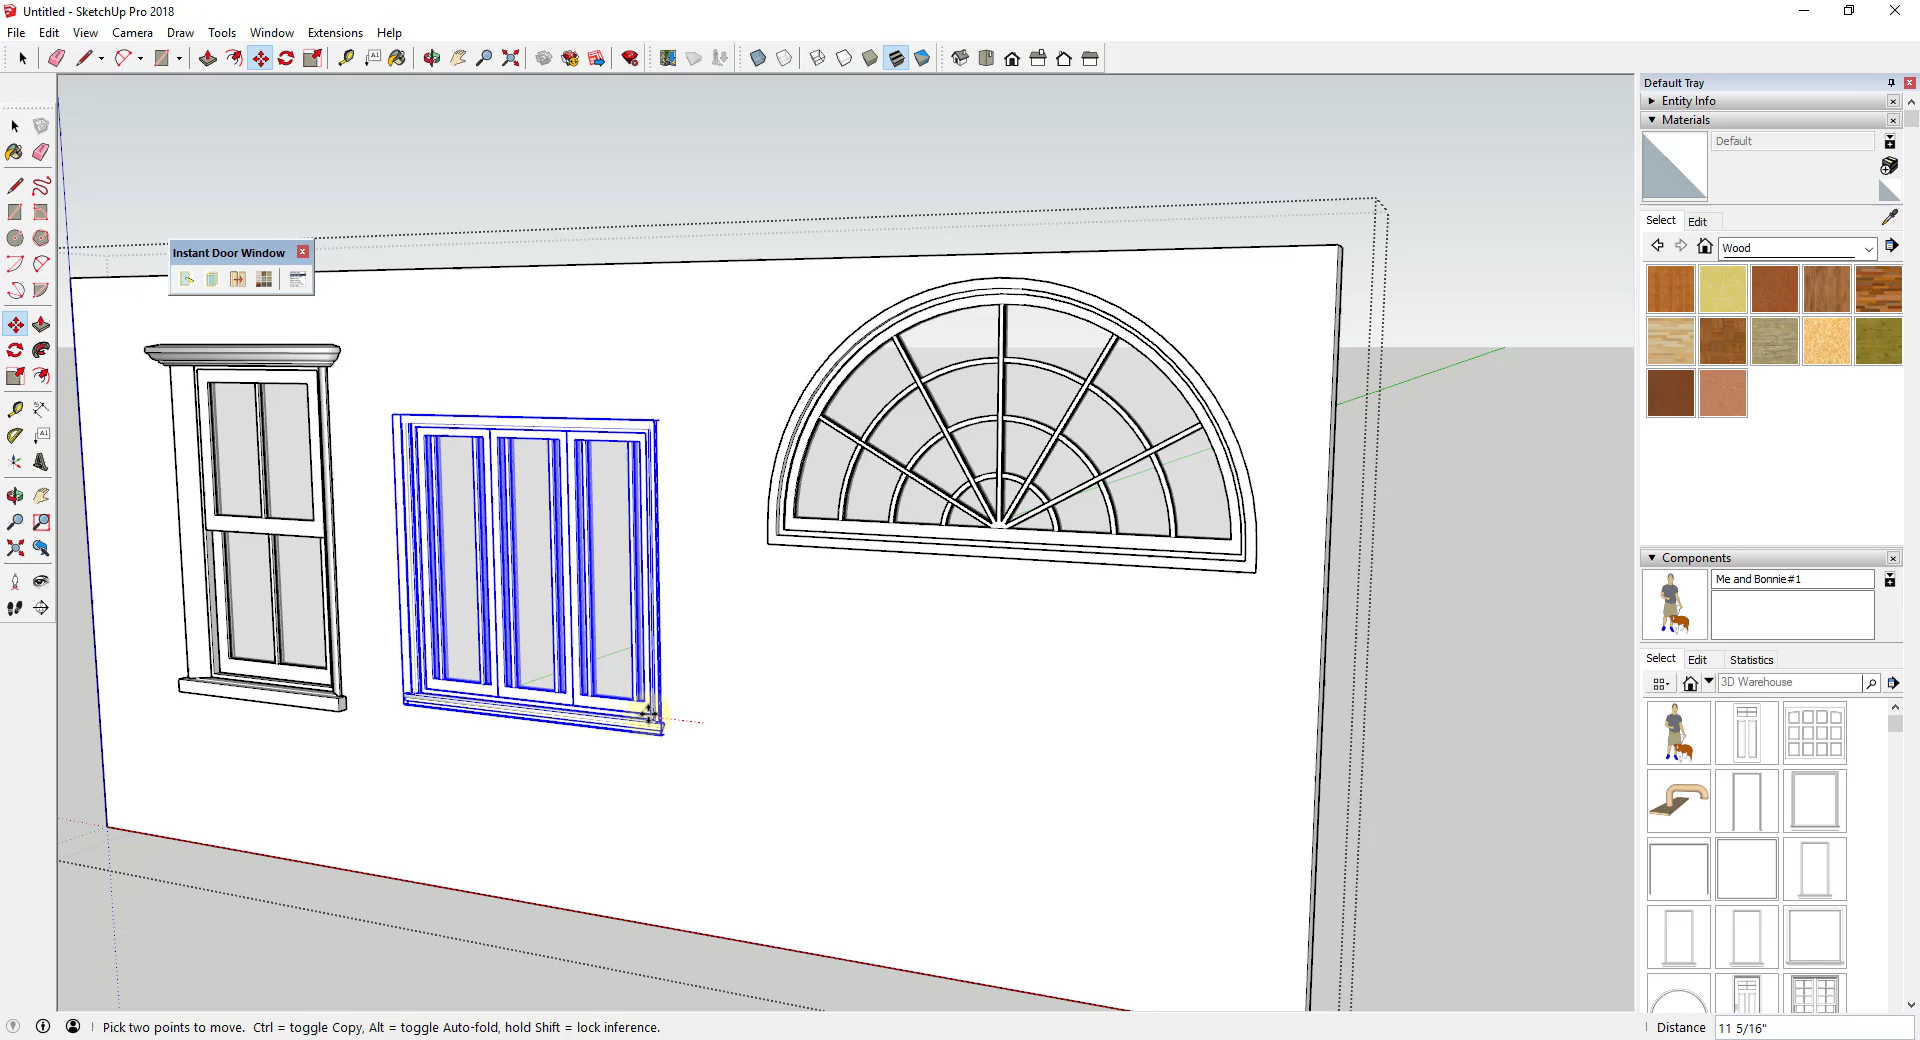 Untitled - SketchUp Pro 2018
File Edit View Camera Draw Tools Window Extensions Help
Default Tray
Entity Info
Materials
Default
Select Edit
Wood
Instant Door Window
Components
Me and Bonnie#1
Select Edit Statistics
3D Warehouse
Pick two points to move. Ctrl = toggle Copy, Alt = toggle Auto-fold, hold Shift = lock inference.
Distance 11 5/16"